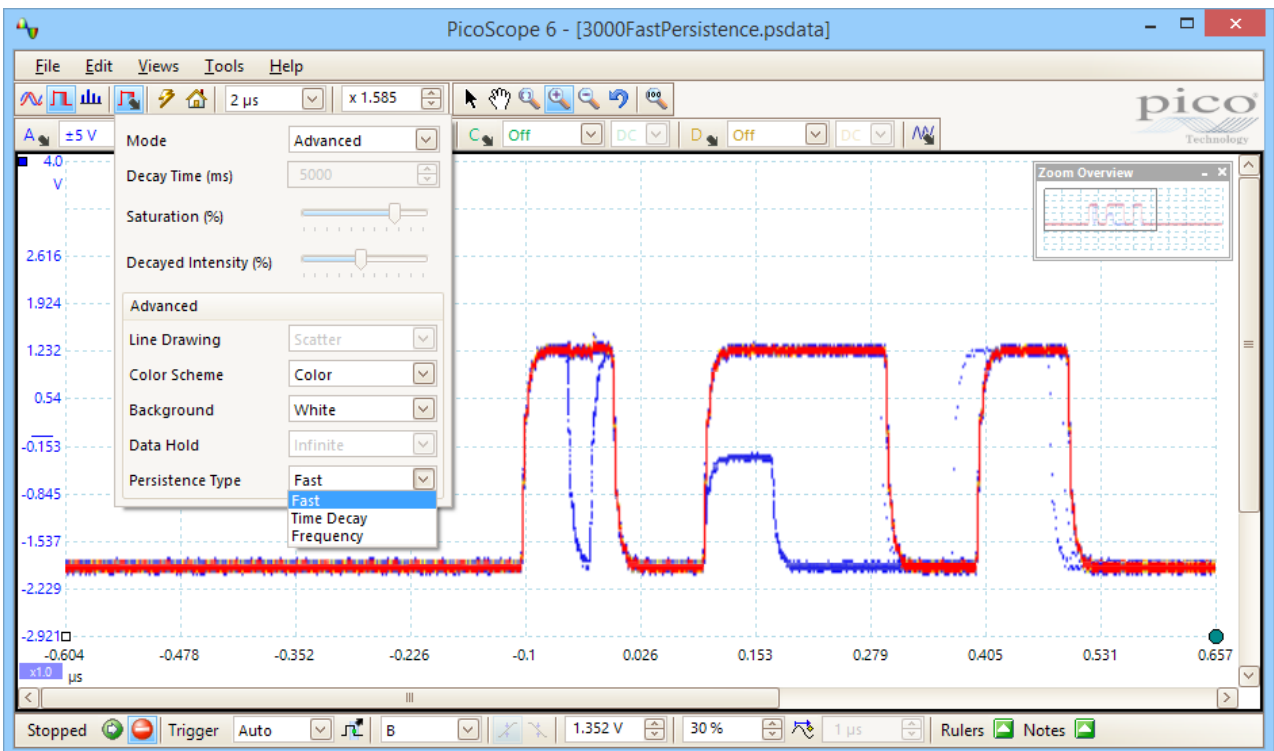 PicoScope 6 - [3000FastPersistence.psdata]
File Edit Views Tools Help
2 µs x 1.585
pico
Technology
A ±5 V C Off DC D Off DC
Mode Advanced
Decay Time (ms) 5000
Saturation (%)
Decayed Intensity (%)
Advanced
Line Drawing Scatter
Color Scheme Color
Background White
Data Hold Infinite
Persistence Type Fast
Fast
Time Decay
Frequency
Zoom Overview
4.0
V
2.616
1.924
1.232
0.54
-0.153
-0.845
-1.537
-2.229
-2.921
-0.604 -0.478 -0.352 -0.226 -0.1 0.026 0.153 0.279 0.405 0.531 0.657
x1.0 µs
Stopped Trigger Auto B 1.352 V 30 % 1 µs Rulers Notes